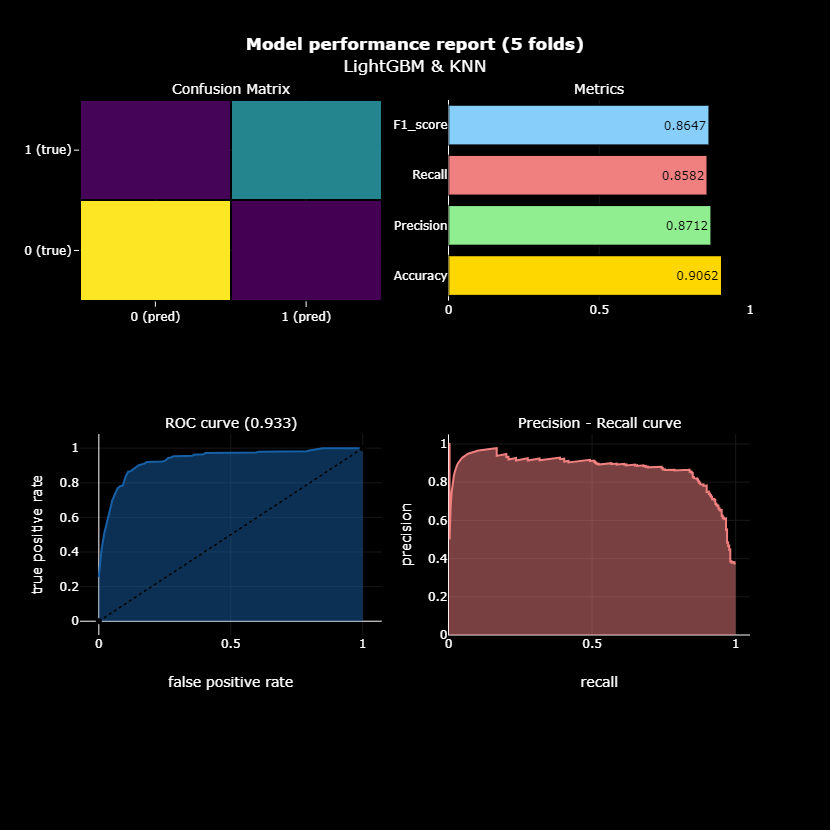 Model performance report (5 folds)
LightGBM & KNN
Confusion Matrix
1 (true)
0 (true)
0 (pred)
1 (pred)
Metrics
F1_score
0.8647
Recall
0.8582
Precision
0.8712
Accuracy
0.9062
0
0.5
1
ROC curve (0.933)
true positive rate
1
0.8
0.6
0.4
0.2
0
0
0.5
1
false positive rate
Precision - Recall curve
precision
1
0.8
0.6
0.4
0.2
0
0
0.5
1
recall